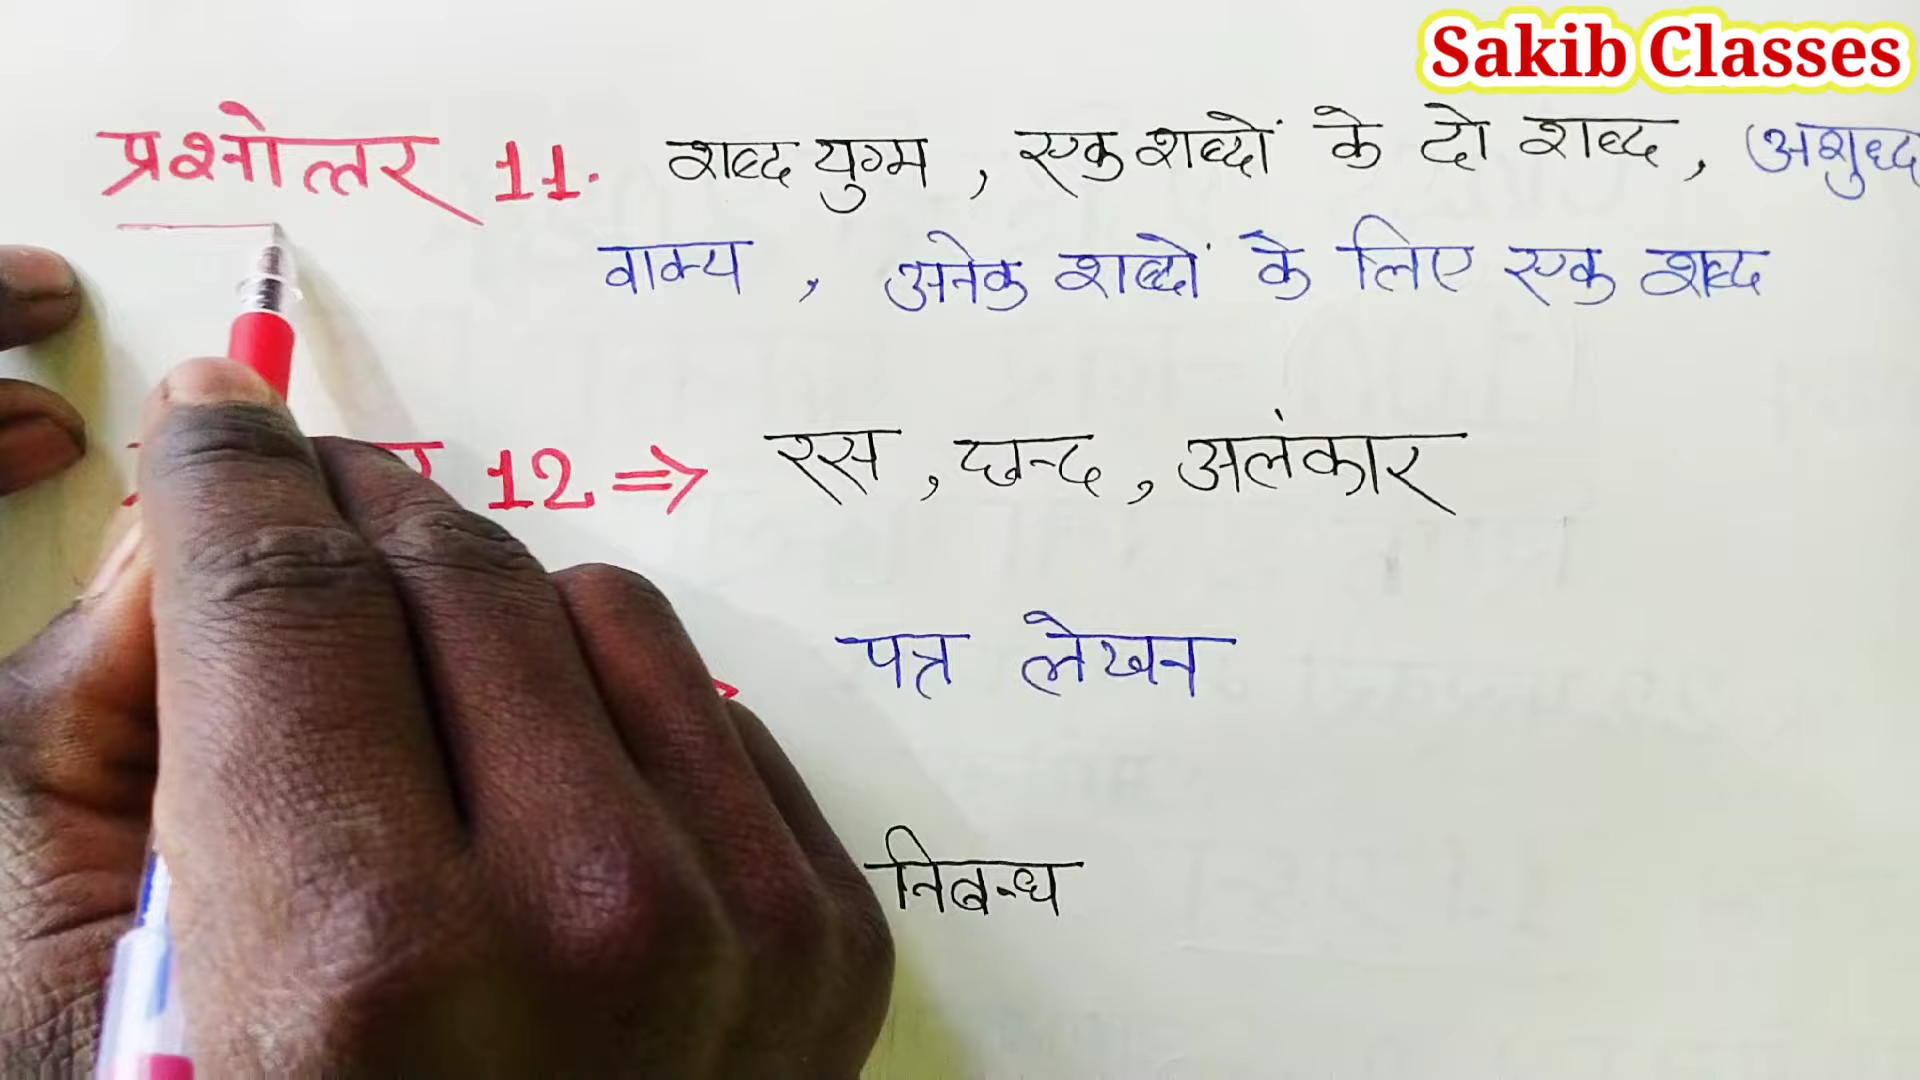 Sakib Classes
प्रश्नोत्तर 11. शब्द युग्म, एक शब्दों के दो शब्द, अशुध्द
वाक्य, अनेक शब्दों के लिए एक शब्द
12 ⇒ रस, छन्द, अलंकार
पत्र लेखन
निबन्ध